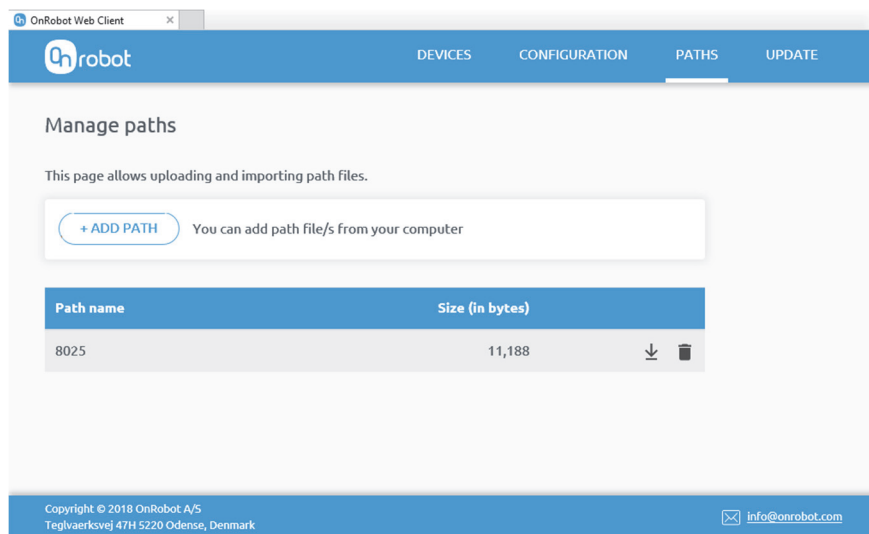 OnRobot Web Client
On robot
DEVICES CONFIGURATION PATHS UPDATE
Manage paths
This page allows uploading and importing path files.
+ ADD PATH You can add path file/s from your computer
Path name Size (in bytes)
8025 11,188
Copyright © 2018 OnRobot A/S
Teglvaerksvej 47H 5220 Odense, Denmark
info@onrobot.com